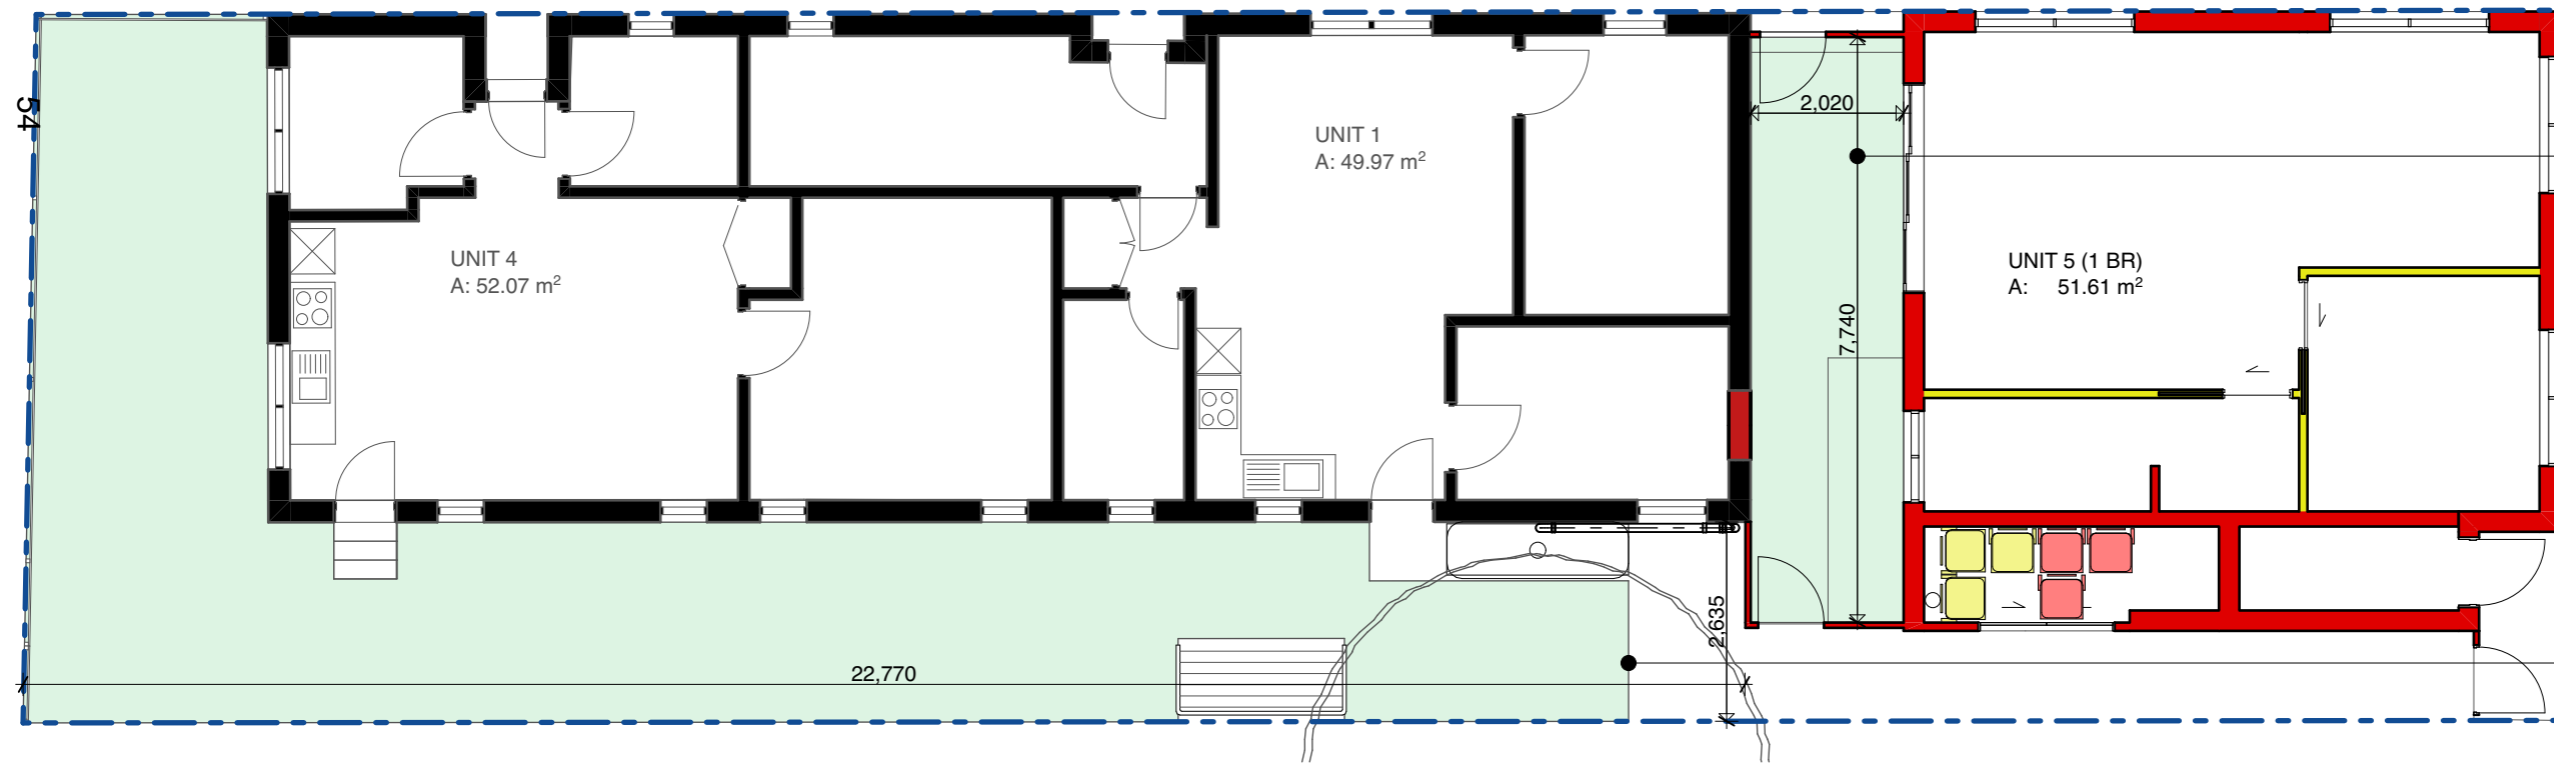 54
2,020
UNIT 1
A: 49.97 m²
UNIT 4
A: 52.07 m²
UNIT 5 (1 BR)
A: 51.61 m²
7,740
2,635
22,770